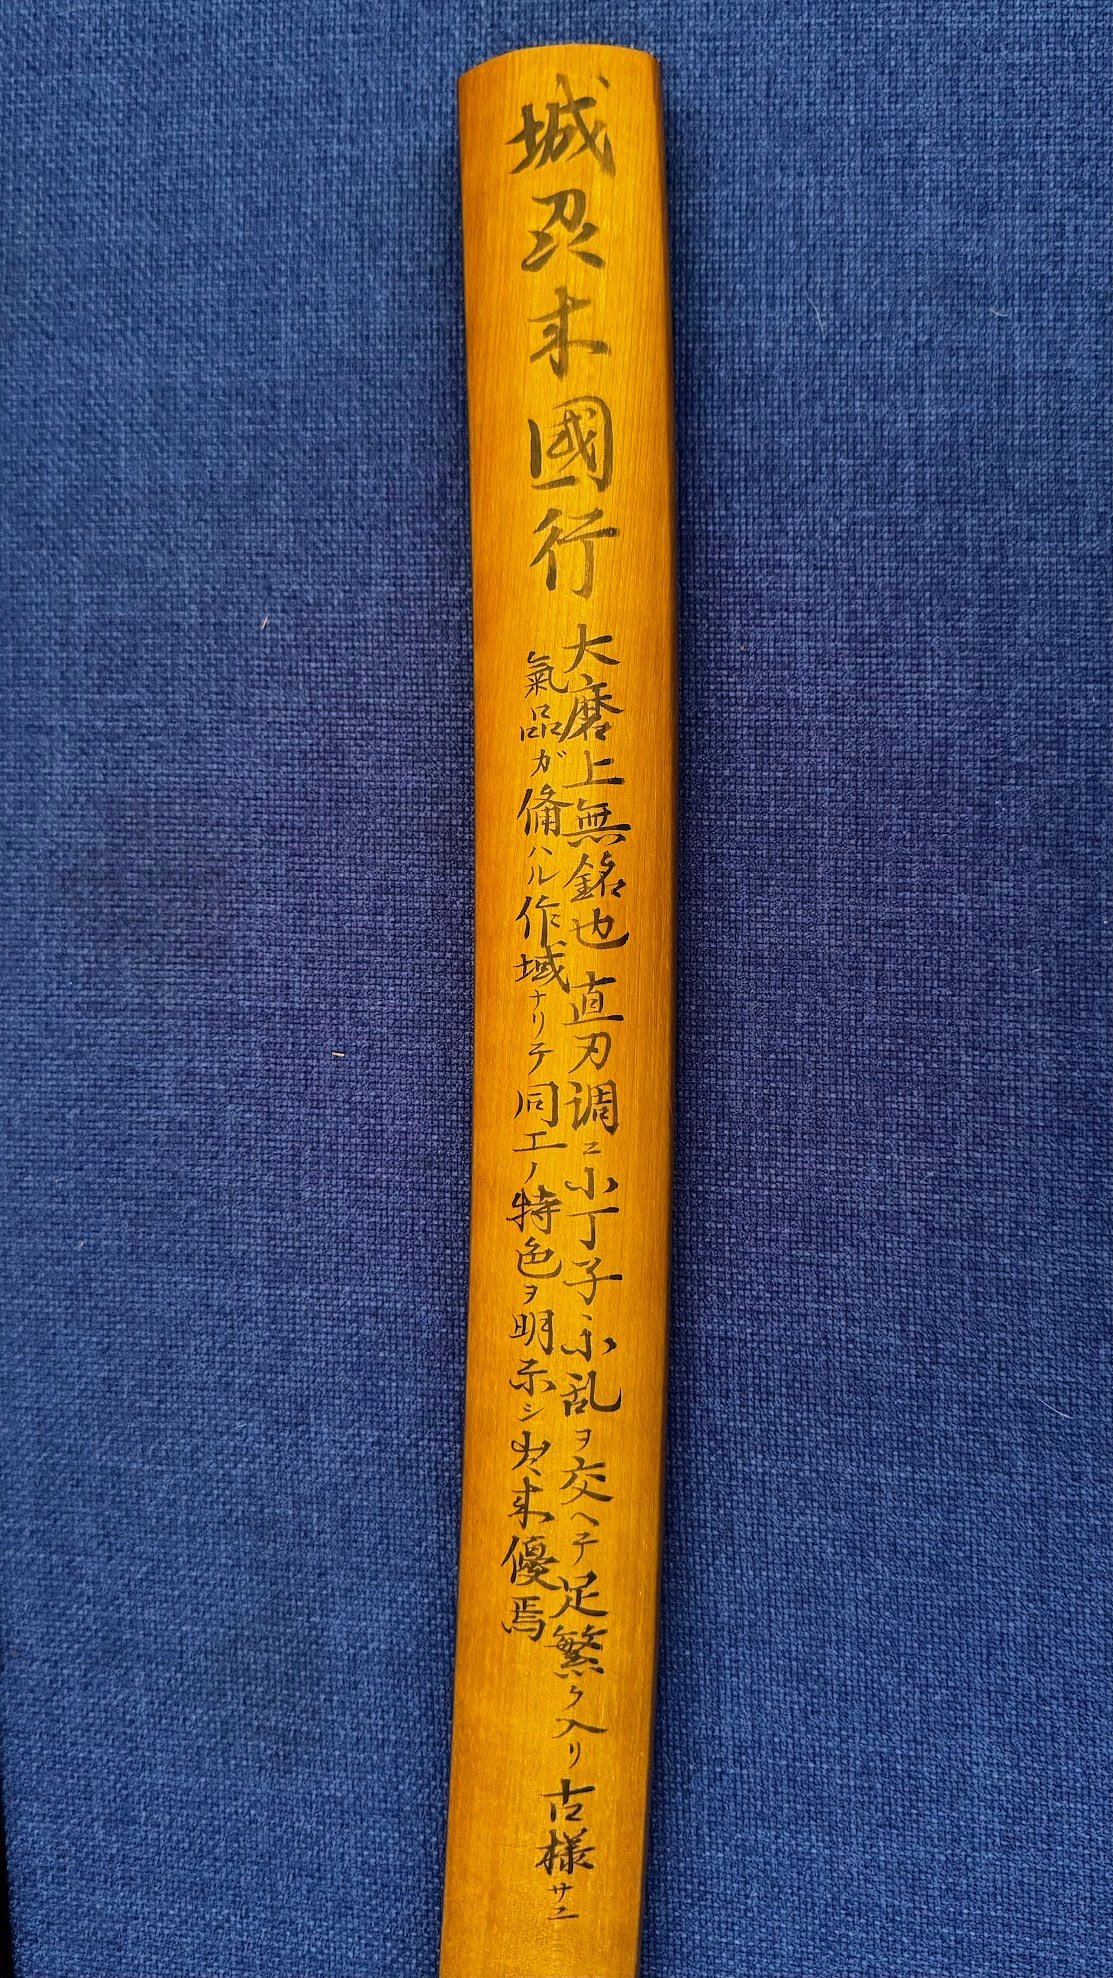 城州来國行
大磨上無銘也直刃調ニ小丁子小乱ヲ交ヘテ足繁ク入リ古様サニ
氣品ガ備ハル作域ナリテ同工ノ特色ヲ明示シ出来優焉